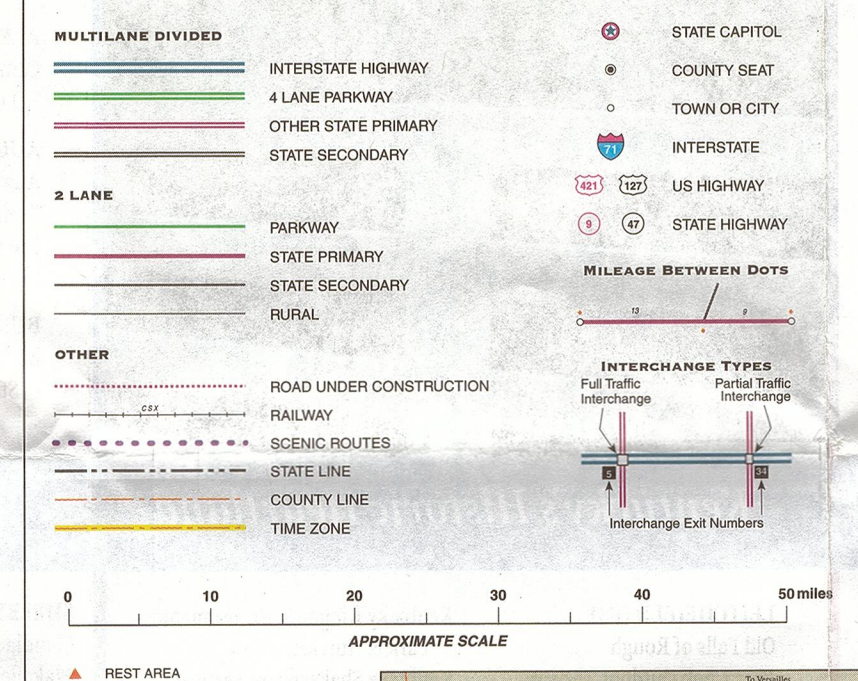 MULTILANE DIVIDED
INTERSTATE HIGHWAY
4 LANE PARKWAY
OTHER STATE PRIMARY
STATE SECONDARY
2 LANE
PARKWAY
STATE PRIMARY
STATE SECONDARY
RURAL
OTHER
ROAD UNDER CONSTRUCTION
CSX
RAILWAY
SCENIC ROUTES
STATE LINE
COUNTY LINE
TIME ZONE
STATE CAPITOL
COUNTY SEAT
TOWN OR CITY
71 INTERSTATE
421 127 US HIGHWAY
9 47 STATE HIGHWAY
MILEAGE BETWEEN DOTS
13 9
INTERCHANGE TYPES
Full Traffic
Interchange
Partial Traffic
Interchange
5 34
Interchange Exit Numbers
0 10 20 30 40 50 miles
APPROXIMATE SCALE
REST AREA
To Versailles
Old Falls of Rough